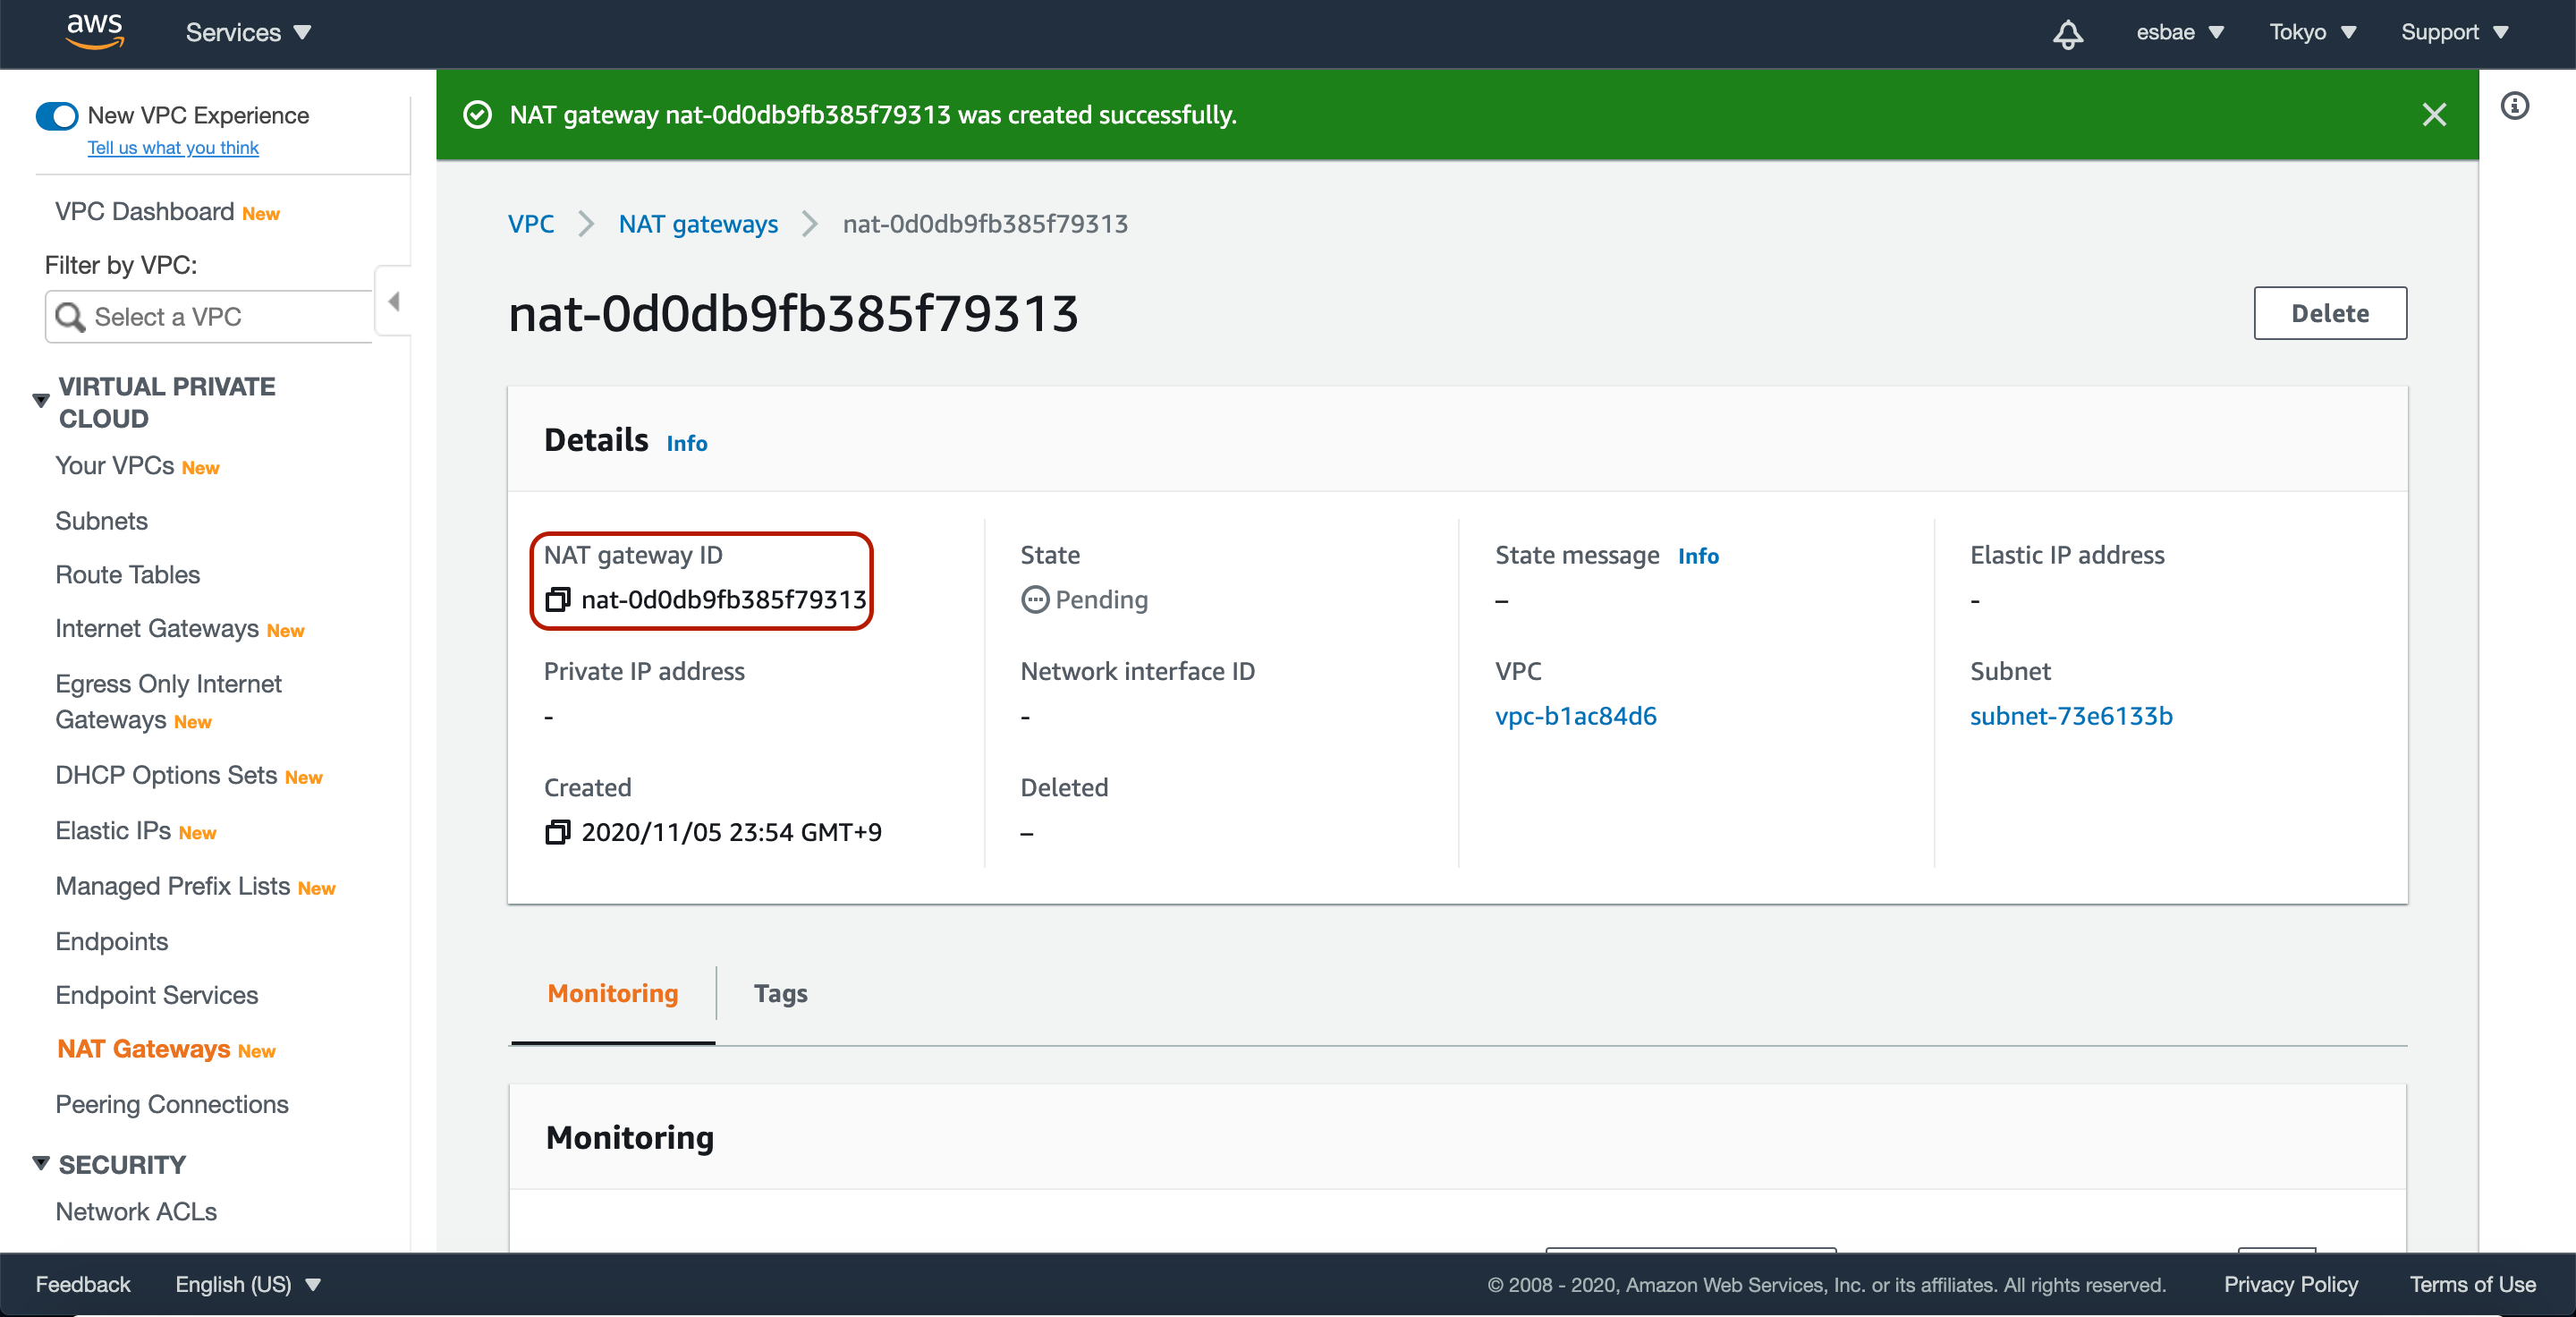 aws
Services
esbae
Tokyo
Support
New VPC Experience
Tell us what you think
VPC Dashboard New
Filter by VPC:
Select a VPC
VIRTUAL PRIVATE
CLOUD
Your VPCs New
Subnets
Route Tables
Internet Gateways New
Egress Only Internet
Gateways New
DHCP Options Sets New
Elastic IPs New
Managed Prefix Lists New
Endpoints
Endpoint Services
NAT Gateways New
Peering Connections
SECURITY
Network ACLs
NAT gateway nat-0d0db9fb385f79313 was created successfully.
VPC > NAT gateways > nat-0d0db9fb385f79313
nat-0d0db9fb385f79313
Delete
Details Info
NAT gateway ID
nat-0d0db9fb385f79313
State
Pending
State message Info
–
Elastic IP address
-
Private IP address
-
Network interface ID
-
VPC
vpc-b1ac84d6
Subnet
subnet-73e6133b
Created
2020/11/05 23:54 GMT+9
Deleted
–
Monitoring
Tags
Monitoring
Feedback
English (US)
© 2008 - 2020, Amazon Web Services, Inc. or its affiliates. All rights reserved.
Privacy Policy
Terms of Use